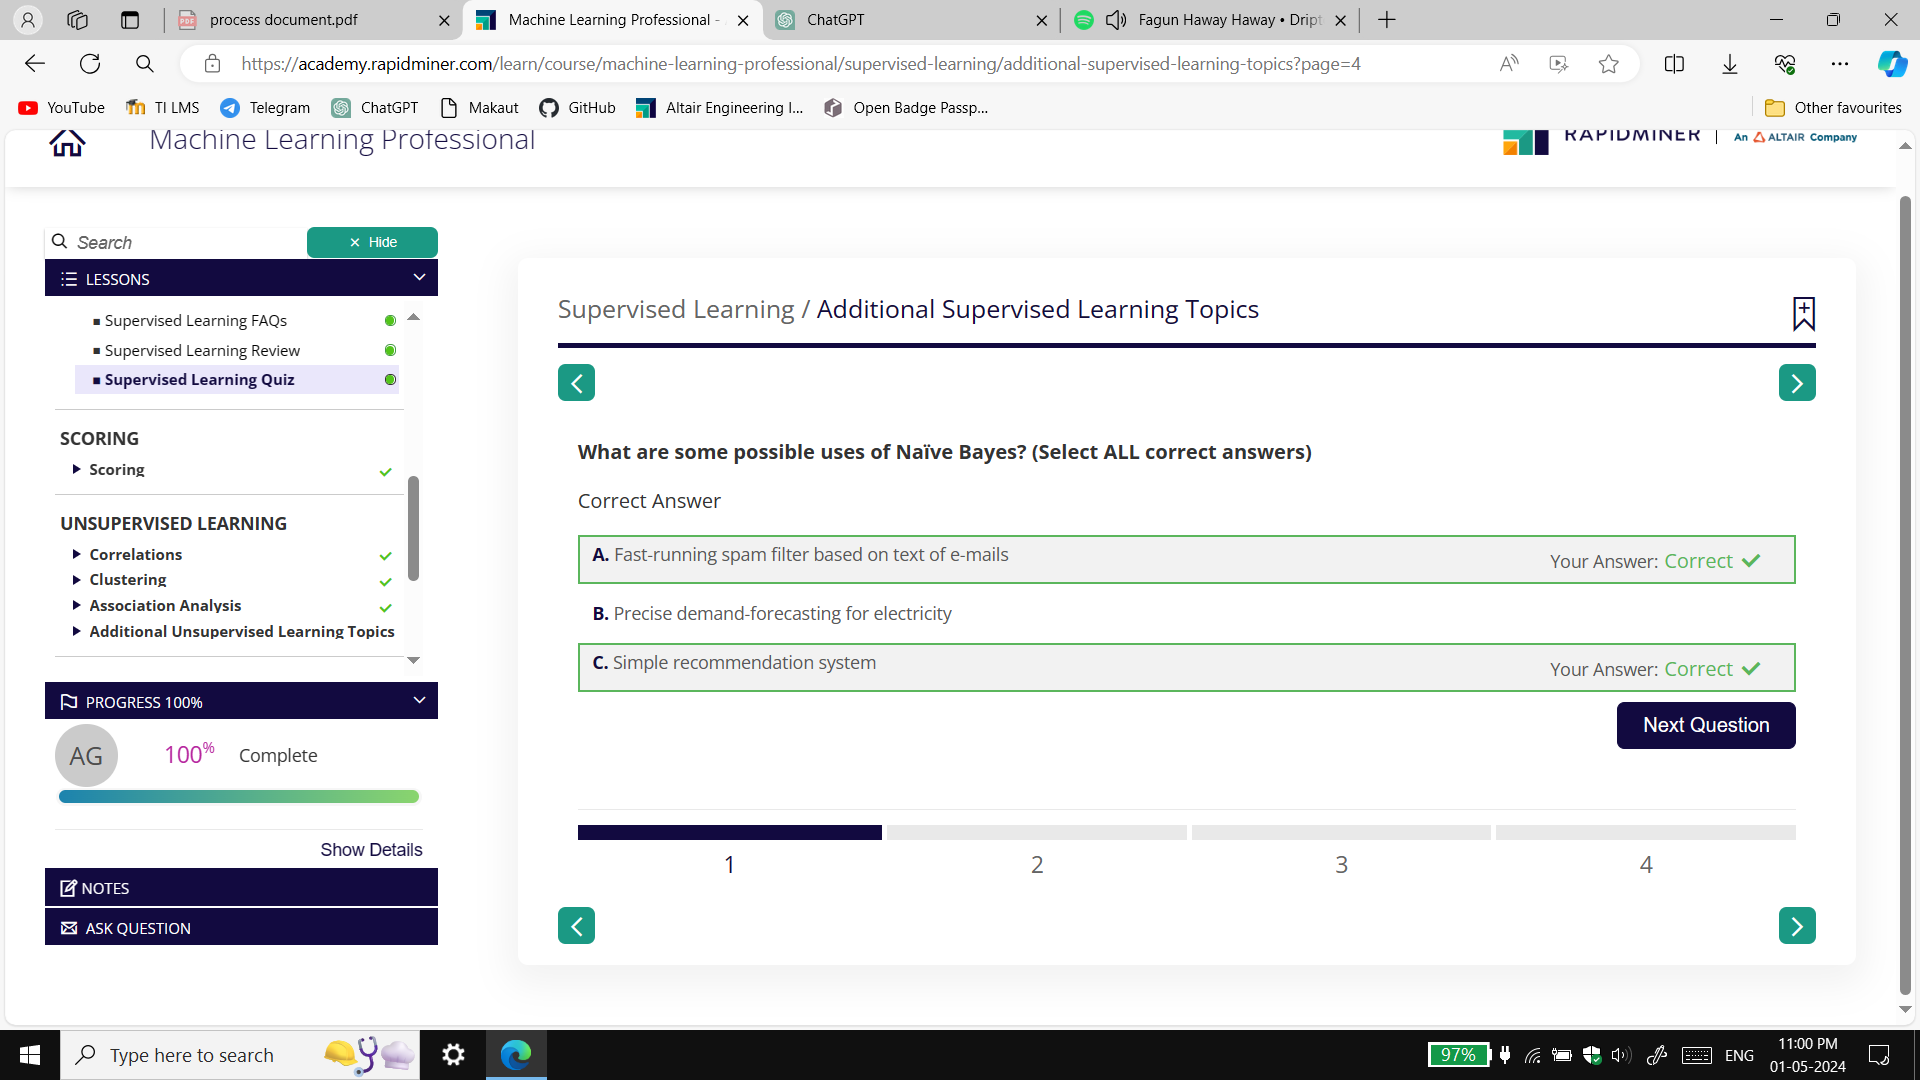 process document.pdf
Machine Learning Professional -
ChatGPT
Fagun Haway Haway • Dript
https://academy.rapidminer.com/learn/course/machine-learning-professional/supervised-learning/additional-supervised-learning-topics?page=4
YouTube
TI LMS
Telegram
ChatGPT
Makaut
GitHub
Altair Engineering I...
Open Badge Passp...
Other favourites
Machine Learning Professional
RAPIDMINER | An ALTAIR Company
Search
× Hide
LESSONS
Supervised Learning FAQs
Supervised Learning Review
Supervised Learning Quiz
SCORING
Scoring
UNSUPERVISED LEARNING
Correlations
Clustering
Association Analysis
Additional Unsupervised Learning Topics
PROGRESS 100%
AG
100% Complete
Show Details
NOTES
ASK QUESTION
Supervised Learning / Additional Supervised Learning Topics
What are some possible uses of Naïve Bayes? (Select ALL correct answers)
Correct Answer
A. Fast-running spam filter based on text of e-mails
Your Answer: Correct
B. Precise demand-forecasting for electricity
C. Simple recommendation system
Your Answer: Correct
Next Question
1 2 3 4
Type here to search
97%
ENG
11:00 PM
01-05-2024